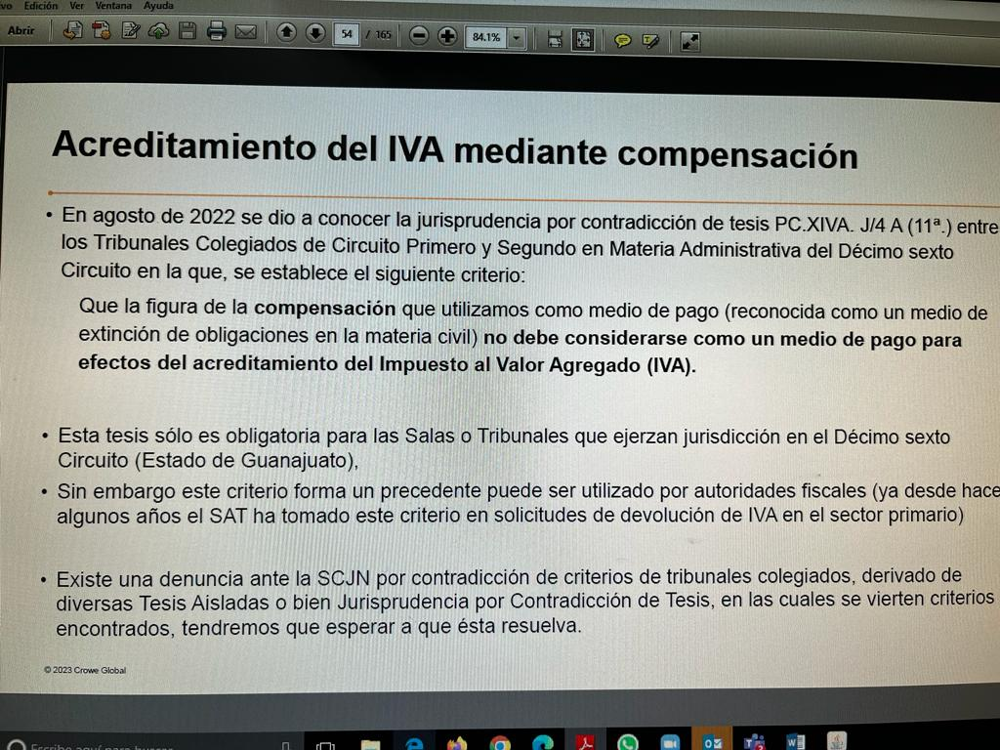 vo Edición Ver Ventana Ayuda
Abrir 54 / 165 84.1%
Acreditamiento del IVA mediante compensación
• En agosto de 2022 se dio a conocer la jurisprudencia por contradicción de tesis PC.XIVA. J/4 A (11ª.) entre
los Tribunales Colegiados de Circuito Primero y Segundo en Materia Administrativa del Décimo sexto
Circuito en la que, se establece el siguiente criterio:
Que la figura de la compensación que utilizamos como medio de pago (reconocida como un medio de
extinción de obligaciones en la materia civil) no debe considerarse como un medio de pago para
efectos del acreditamiento del Impuesto al Valor Agregado (IVA).
• Esta tesis sólo es obligatoria para las Salas o Tribunales que ejerzan jurisdicción en el Décimo sexto
Circuito (Estado de Guanajuato),
• Sin embargo este criterio forma un precedente puede ser utilizado por autoridades fiscales (ya desde hace
algunos años el SAT ha tomado este criterio en solicitudes de devolución de IVA en el sector primario)
• Existe una denuncia ante la SCJN por contradicción de criterios de tribunales colegiados, derivado de
diversas Tesis Aisladas o bien Jurisprudencia por Contradicción de Tesis, en las cuales se vierten criterios
encontrados, tendremos que esperar a que ésta resuelva.
© 2023 Crowe Global
Escribe aquí para buscar